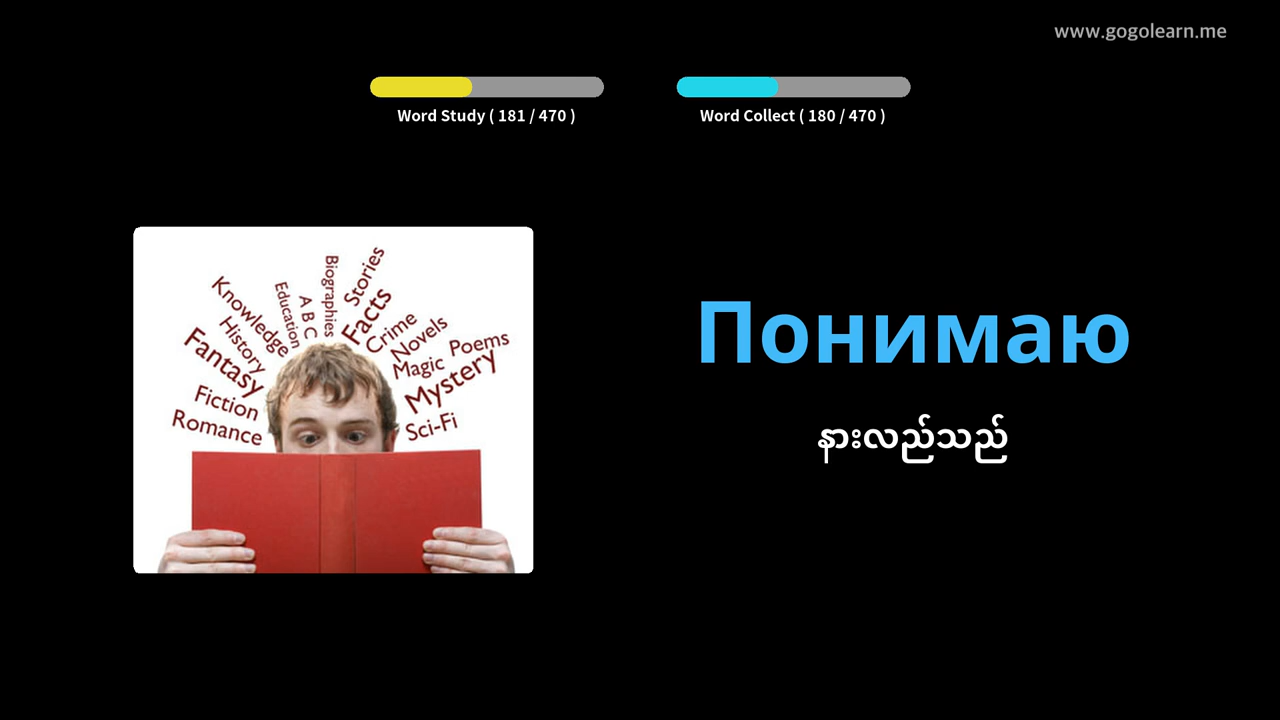 www.gogolearn.me
Word Study ( 181 / 470 )
Word Collect ( 180 / 470 )
Knowledge
History
Education
A B C
Biographies
Stories
Facts
Crime
Novels
Poems
Magic
Mystery
Sci-Fi
Fantasy
Fiction
Romance
Понимаю
နားလည်သည်